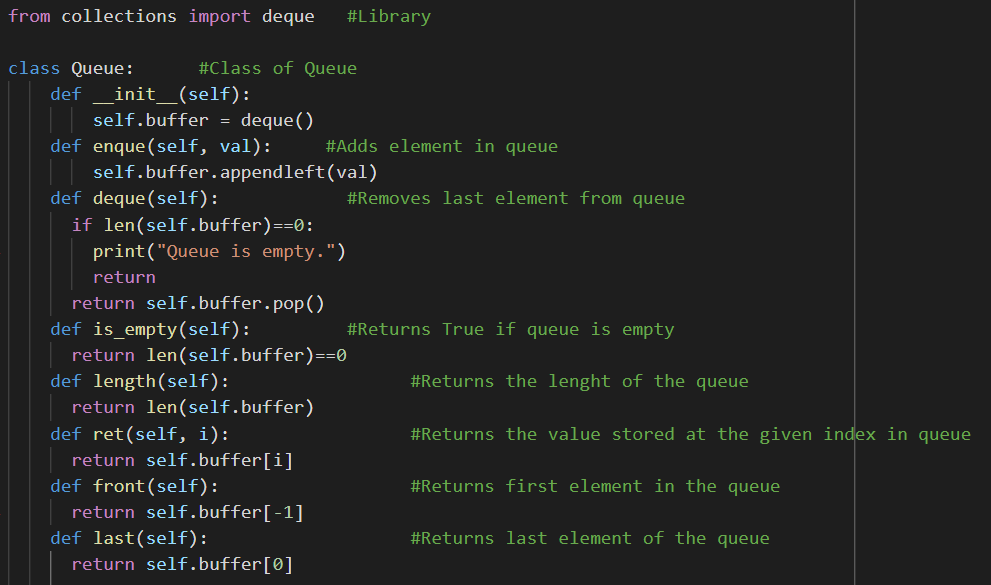 from collections import deque   #Library
class Queue:      #Class of Queue
    def __init__(self):
        self.buffer = deque()
    def enque(self, val):     #Adds element in queue
        self.buffer.appendleft(val)
    def deque(self):            #Removes last element from queue
      if len(self.buffer)==0:
        print("Queue is empty.")
        return
      return self.buffer.pop()
    def is_empty(self):         #Returns True if queue is empty
      return len(self.buffer)==0
    def length(self):                 #Returns the lenght of the queue
      return len(self.buffer)
    def ret(self, i):                 #Returns the value stored at the given index in queue
      return self.buffer[i]
    def front(self):                  #Returns first element in the queue
      return self.buffer[-1]
    def last(self):                   #Returns last element of the queue
      return self.buffer[0]